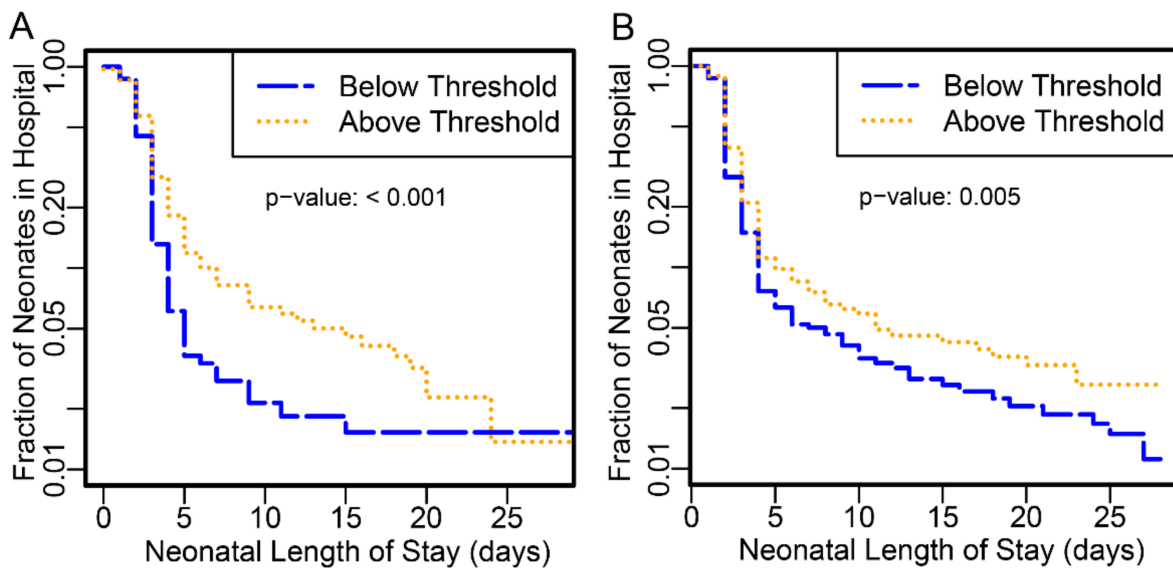 A
Fraction of Neonates in Hospital
1.00
0.20
0.05
0.01
Below Threshold
Above Threshold
p-value: < 0.001
0 5 10 15 20 25
Neonatal Length of Stay (days)
B
Fraction of Neonates in Hospital
1.00
0.20
0.05
0.01
Below Threshold
Above Threshold
p-value: 0.005
0 5 10 15 20 25
Neonatal Length of Stay (days)